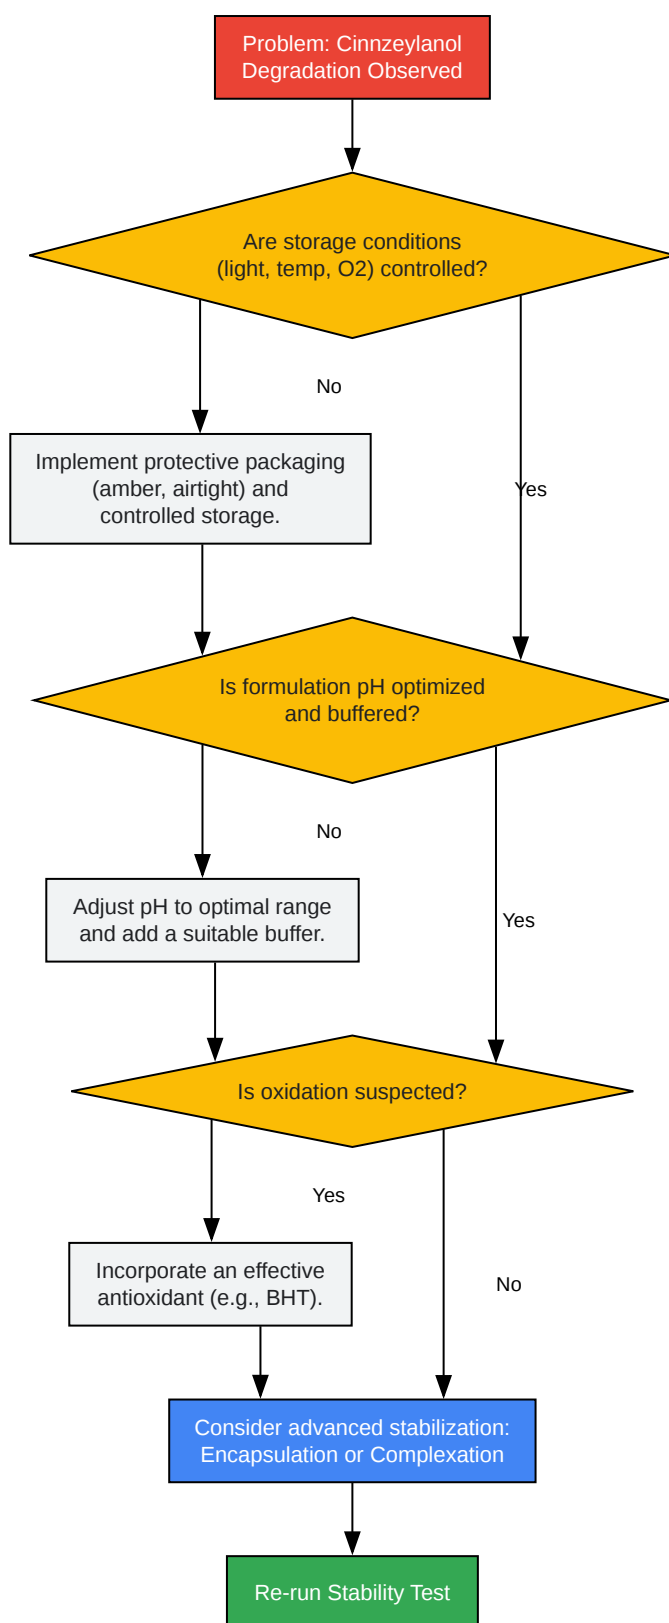 Problem: Cinnzeylanol
Degradation Observed
Are storage conditions
(light, temp, O2) controlled?
No
Implement protective packaging
(amber, airtight) and
controlled storage.
Yes
Is formulation pH optimized
and buffered?
No
Adjust pH to optimal range
and add a suitable buffer.
Yes
Is oxidation suspected?
Yes
Incorporate an effective
antioxidant (e.g., BHT).
No
Consider advanced stabilization:
Encapsulation or Complexation
Re-run Stability Test